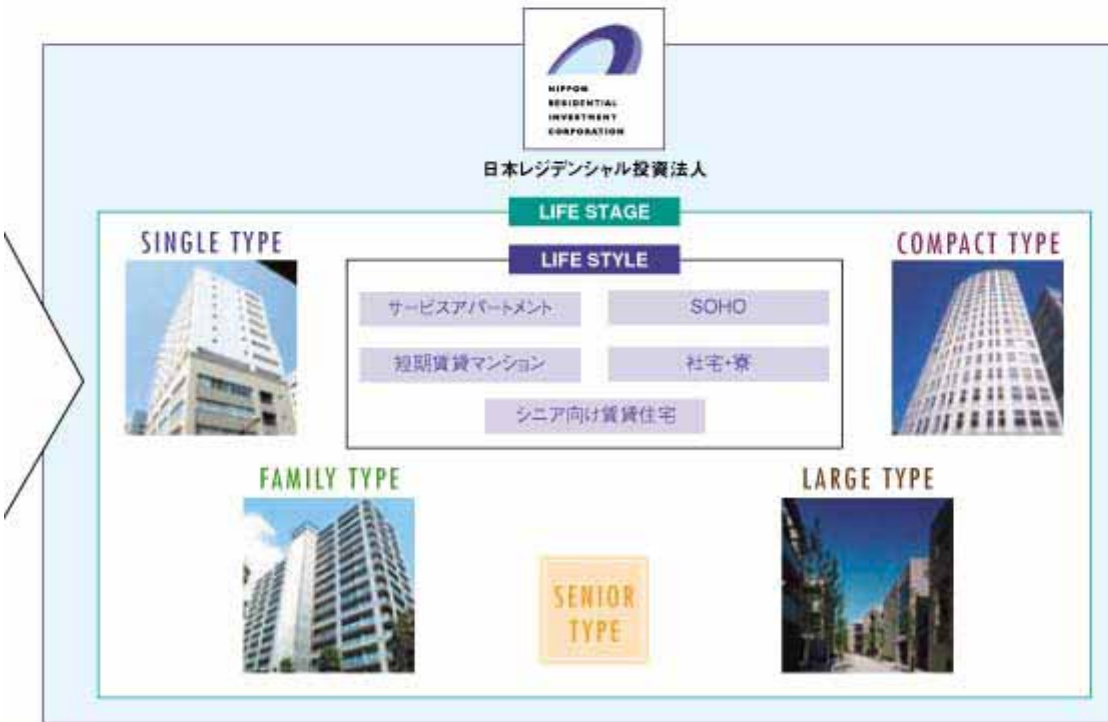 NIPPON
RESIDENTIAL
INVESTMENT
CORPORATION
日本レジデンシャル投資法人
LIFE STAGE
SINGLE TYPE
COMPACT TYPE
LIFE STYLE
サービスアパートメント
SOHO
短期賃貸マンション
社宅・寮
シニア向け賃貸住宅
FAMILY TYPE
LARGE TYPE
SENIOR
TYPE